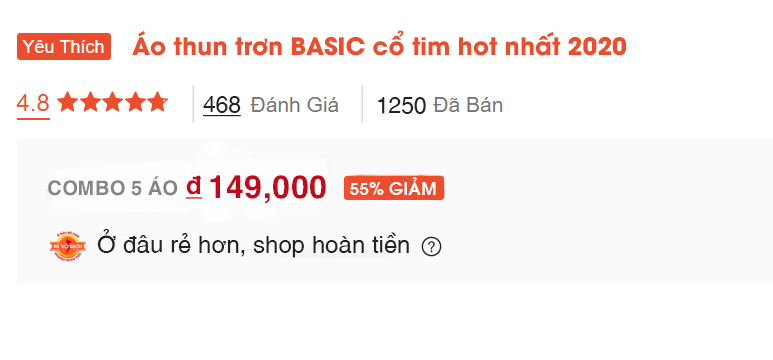 Yêu Thích Áo thun trơn BASIC cổ tim hot nhất 2020
4.8 468 Đánh Giá 1250 Đã Bán
COMBO 5 ÁO đ 149,000 55% GIẢM
Ở đâu rẻ hơn, shop hoàn tiền ?